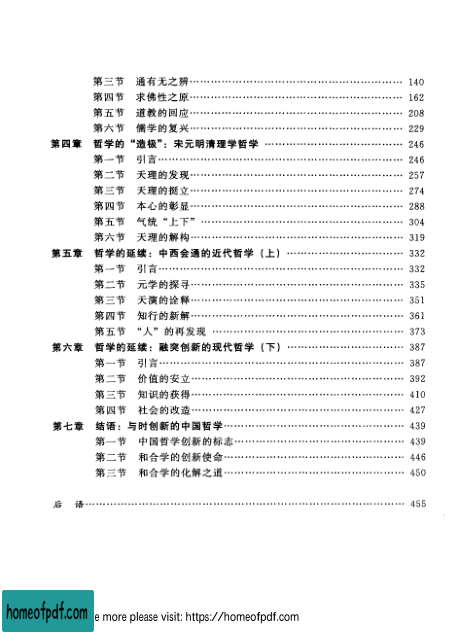 第三节 通有无之辨……………………………………………… 140
第四节 求佛性之原……………………………………………… 162
第五节 道教的回应……………………………………………… 208
第六节 儒学的复兴……………………………………………… 229
第四章 哲学的“造极”：宋元明清理学哲学 ……………………………… 246
第一节 引言……………………………………………………… 246
第二节 天理的发现……………………………………………… 257
第三节 天理的挺立……………………………………………… 274
第四节 本心的彰显……………………………………………… 288
第五节 气统“上下”……………………………………………… 304
第六节 天理的解构……………………………………………… 319
第五章 哲学的延续：中西会通的近代哲学（上）………………………… 332
第一节 引言……………………………………………………… 332
第二节 元学的探寻……………………………………………… 335
第三节 天演的诠释……………………………………………… 351
第四节 知行的新解……………………………………………… 361
第五节 “人”的再发现 ………………………………………… 373
第六章 哲学的延续：融突创新的现代哲学（下）………………………… 387
第一节 引言……………………………………………………… 387
第二节 价值的安立……………………………………………… 392
第三节 知识的获得……………………………………………… 410
第四节 社会的改造……………………………………………… 427
第七章 结语：与时创新的中国哲学……………………………………… 439
第一节 中国哲学创新的标志…………………………………… 439
第二节 和合学的创新使命……………………………………… 446
第三节 和合学的化解之道……………………………………… 450
后 语……………………………………………………………………… 455
homeofpdf.com e more please visit: https://homeofpdf.com